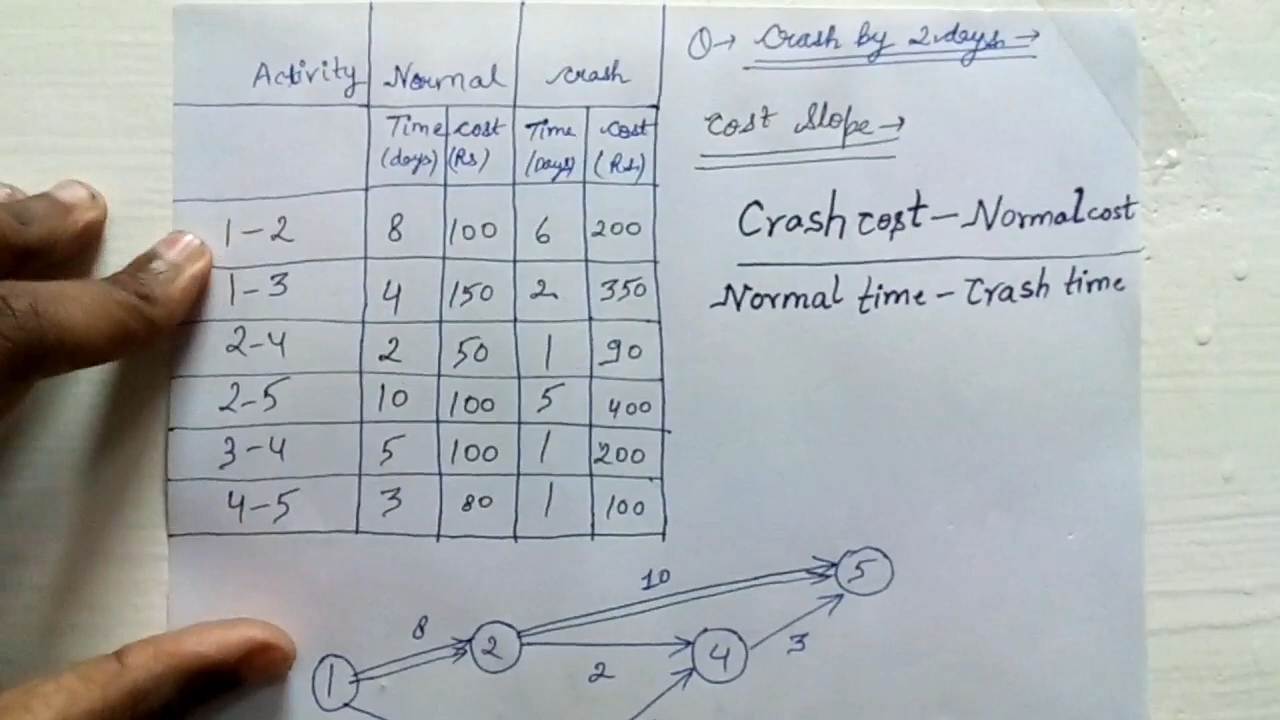 Activity Normal Crash
Time cost Time Cost
(days) (Rs) (Days) (Rs.)
1-2 8 100 6 200
1-3 4 150 2 350
2-4 2 50 1 90
2-5 10 100 5 400
3-4 5 100 1 200
4-5 3 80 1 100
Q→ Crash by 2 days →
Cost Slope →
Crash cost - Normal cost
Normal time - Crash time
10
5
8
2
4
3
2
1